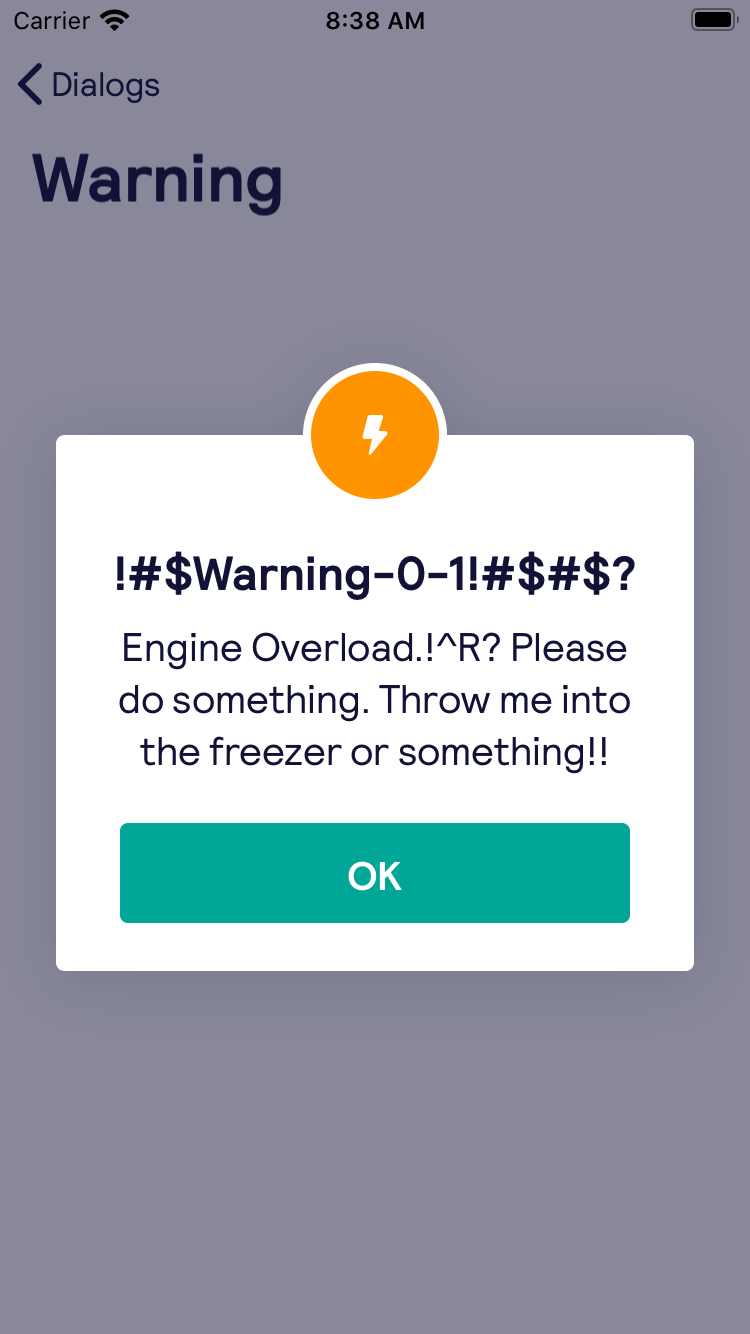 Carrier 8:38 AM
Dialogs
Warning
!#$Warning-0-1!#$#$?
Engine Overload.!^R? Please
do something. Throw me into
the freezer or something!!
OK